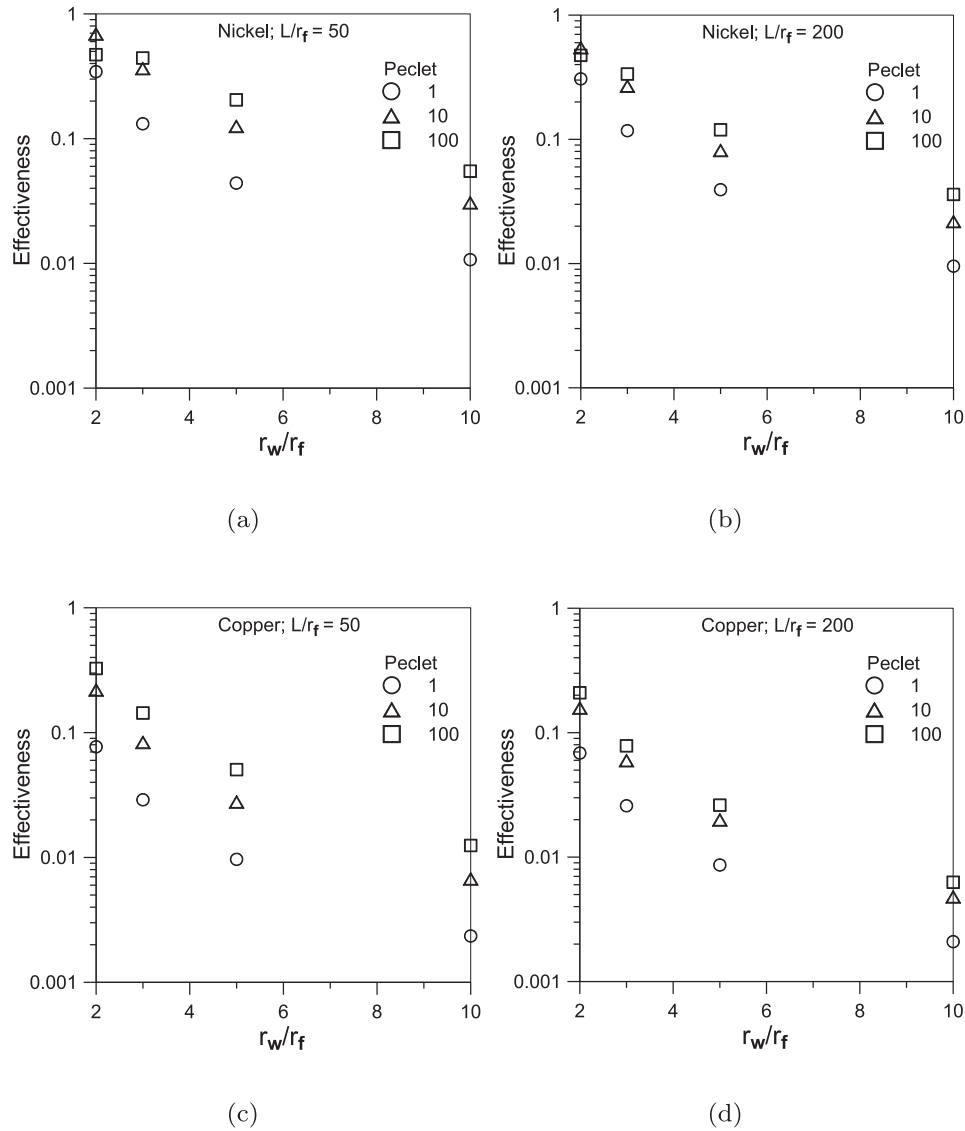 Nickel; L/rf = 50
Peclet
1
10
100
Effectiveness
1
0.1
0.01
0.001
2
4
6
8
10
rw/rf
(a)
Nickel; L/rf = 200
Peclet
1
10
100
Effectiveness
1
0.1
0.01
0.001
2
4
6
8
10
rw/rf
(b)
Copper; L/rf = 50
Peclet
1
10
100
Effectiveness
1
0.1
0.01
0.001
2
4
6
8
10
rw/rf
(c)
Copper; L/rf = 200
Peclet
1
10
100
Effectiveness
1
0.1
0.01
0.001
2
4
6
8
10
rw/rf
(d)